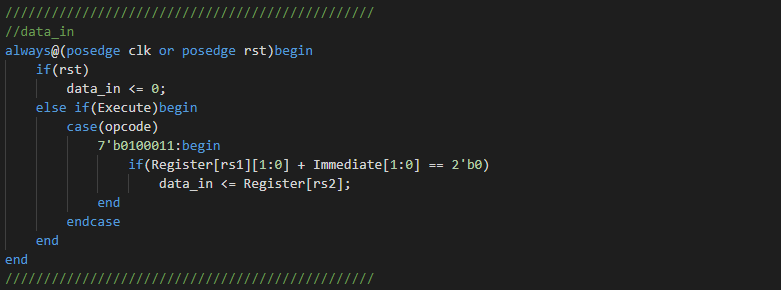 ////////////////////////////////////////////////
//data_in
always@(posedge clk or posedge rst)begin
    if(rst)
        data_in <= 0;
    else if(Execute)begin
        case(opcode)
            7'b0100011:begin
                if(Register[rs1][1:0] + Immediate[1:0] == 2'b0)
                    data_in <= Register[rs2];
            end
        endcase
    end
end
////////////////////////////////////////////////